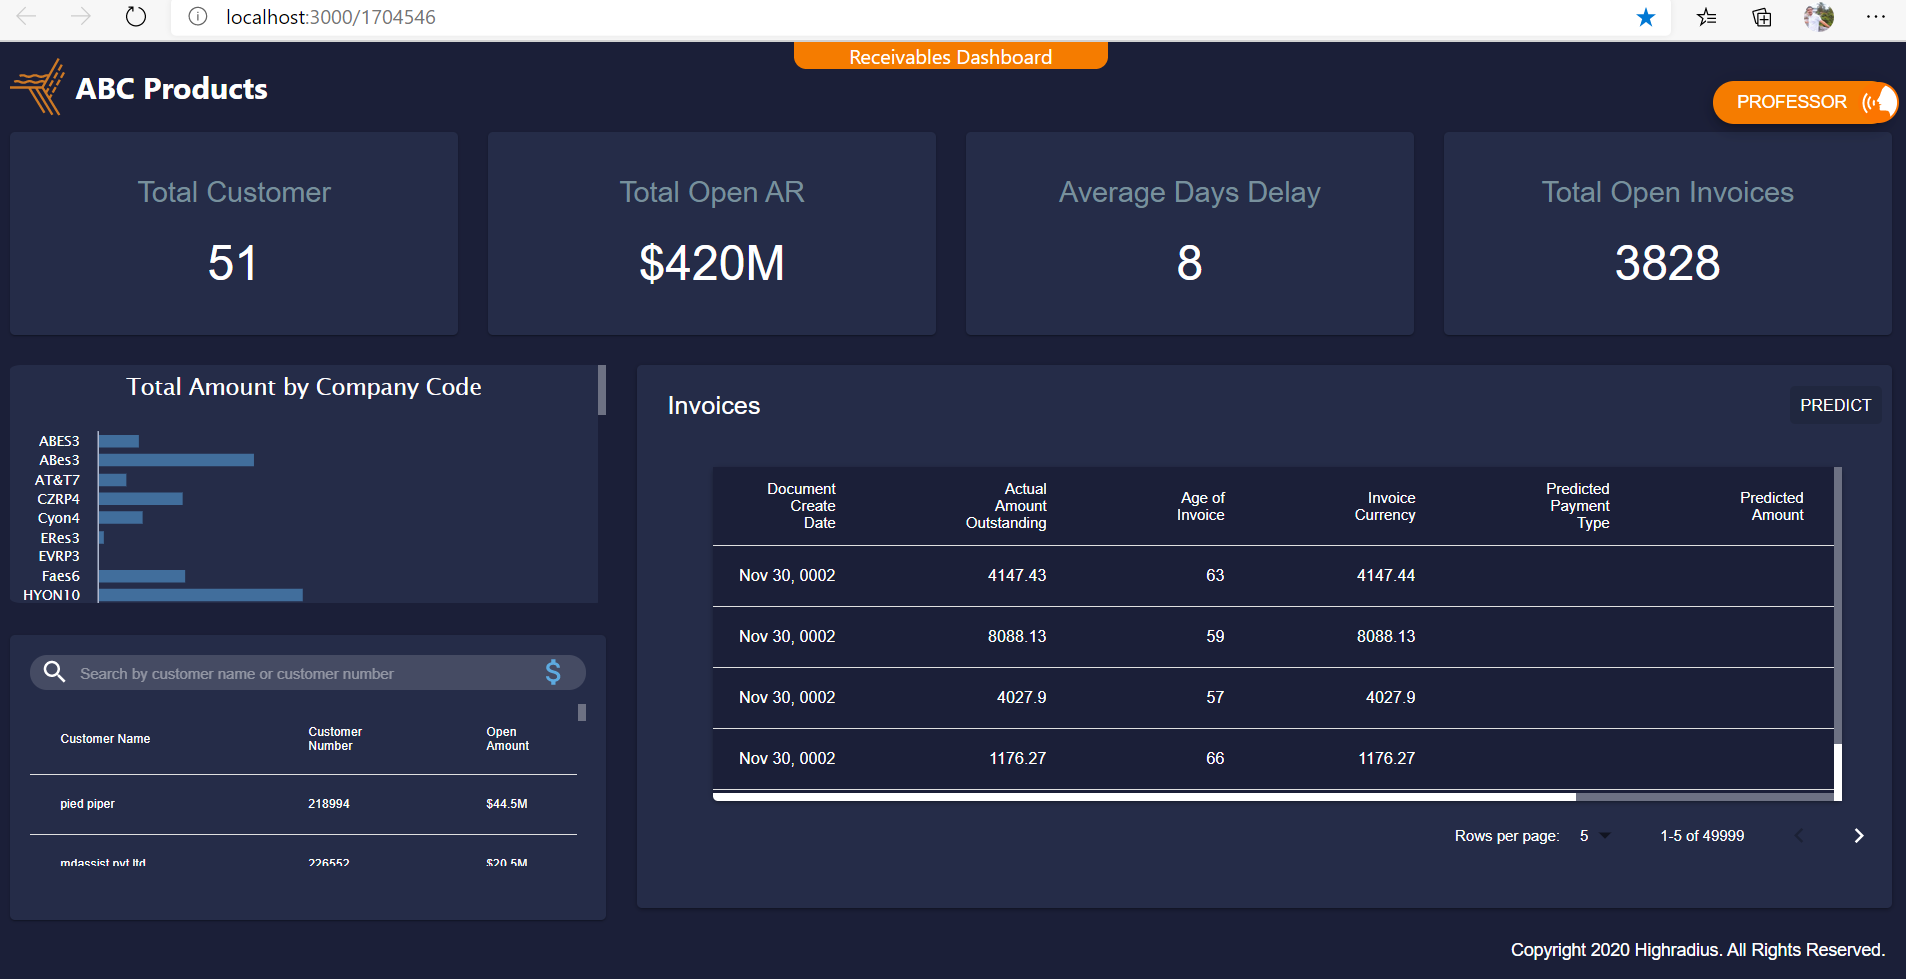 localhost:3000/1704546
Receivables Dashboard
ABC Products
PROFESSOR
Total Customer
51
Total Open AR
$420M
Average Days Delay
8
Total Open Invoices
3828
Total Amount by Company Code
ABES3
ABes3
AT&T7
CZRP4
Cyon4
ERes3
EVRP3
Faes6
HYON10
Search by customer name or customer number $
Customer Name Customer Number Open Amount
pied piper 218994 $44.5M
mdassist pvt ltd 226552 $20.5M
Invoices
PREDICT
Document Create Date Actual Amount Outstanding Age of Invoice Invoice Currency Predicted Payment Type Predicted Amount
Nov 30, 0002 4147.43 63 4147.44
Nov 30, 0002 8088.13 59 8088.13
Nov 30, 0002 4027.9 57 4027.9
Nov 30, 0002 1176.27 66 1176.27
Rows per page: 5 1-5 of 49999
Copyright 2020 Highradius. All Rights Reserved.